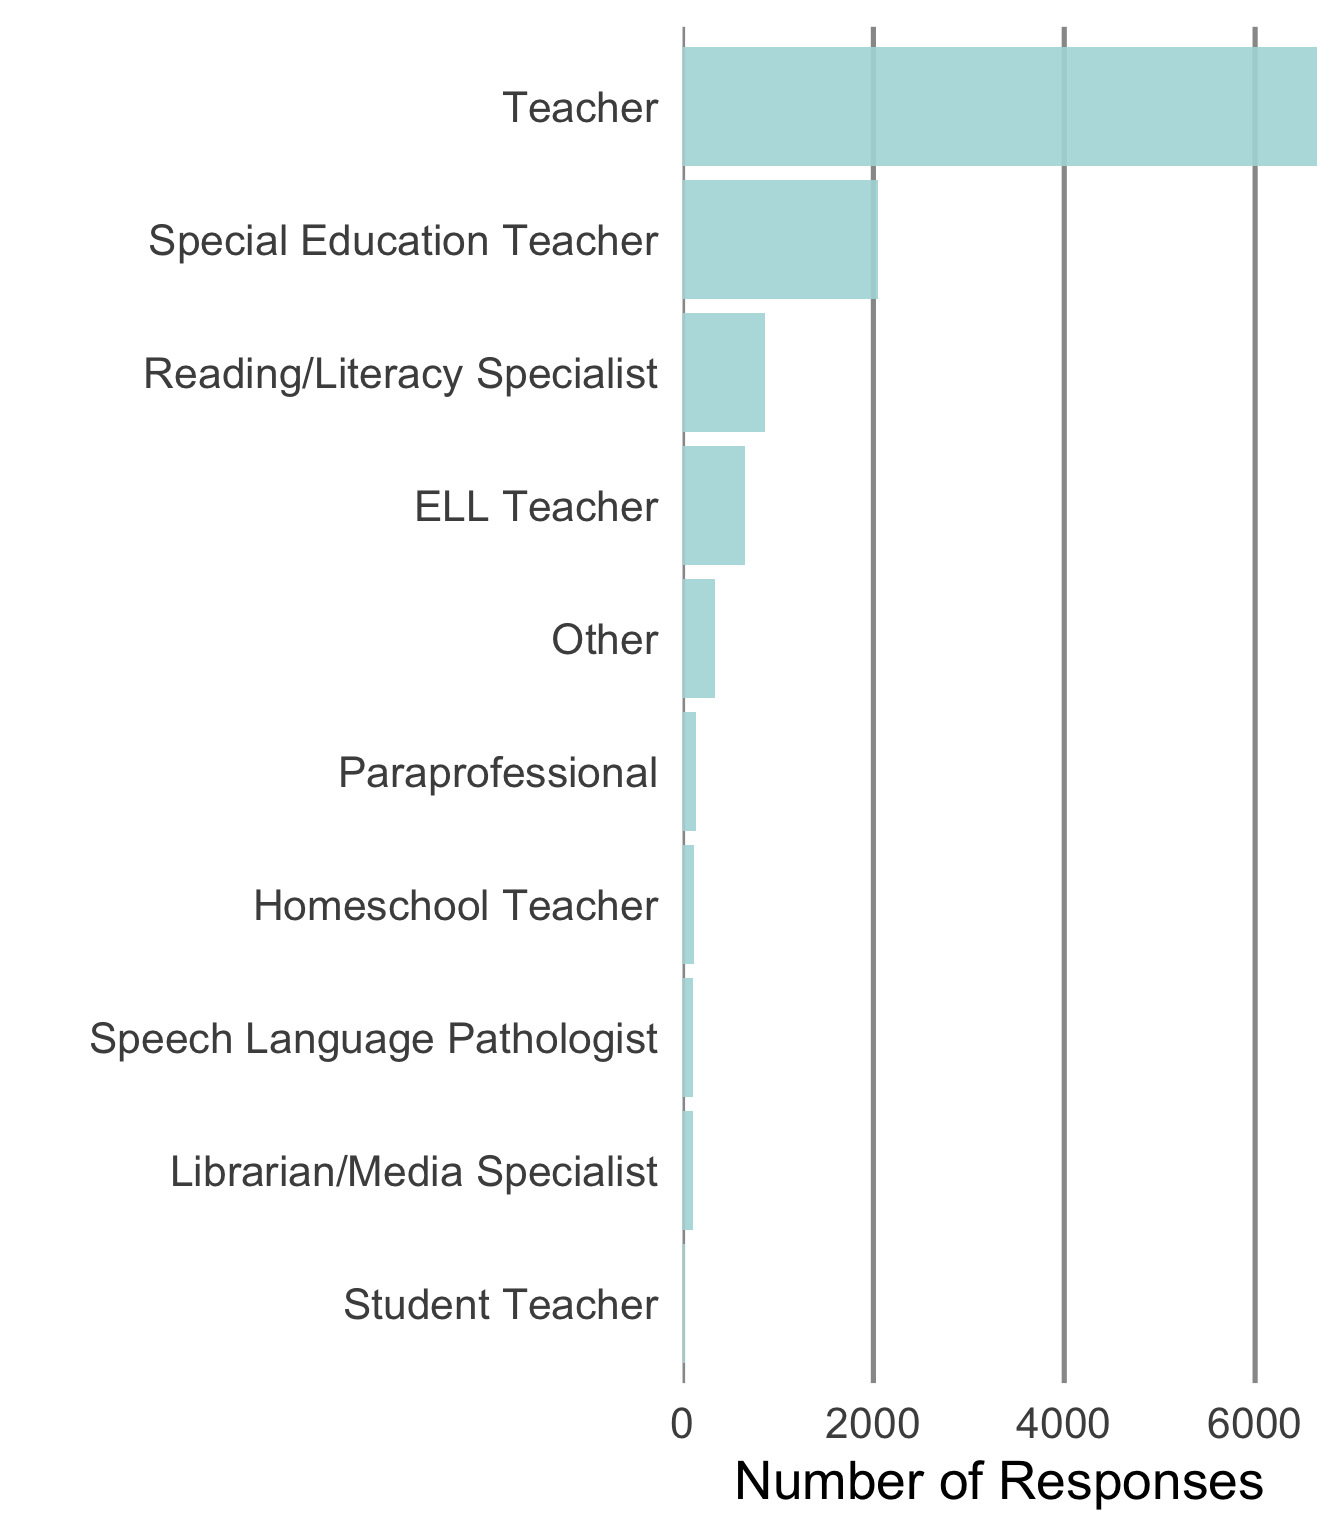 Teacher
Special Education Teacher
Reading/Literacy Specialist
ELL Teacher
Other
Paraprofessional
Homeschool Teacher
Speech Language Pathologist
Librarian/Media Specialist
Student Teacher
0 2000 4000 6000
Number of Responses